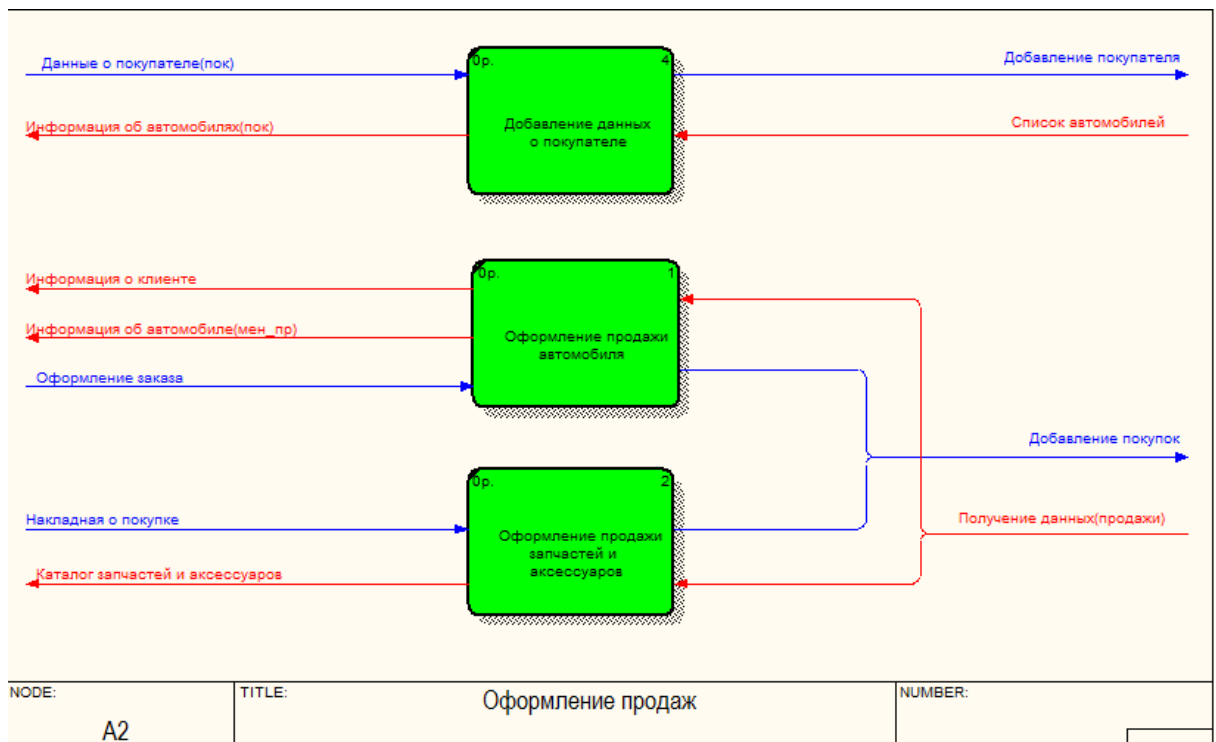 Данные о покупателе(пок)
Информация об автомобилях(пок)
0р. 4
Добавление данных
о покупателе
Добавление покупателя
Список автомобилей
Информация о клиенте
Информация об автомобиле(мен_пр)
Оформление заказа
0р. 1
Оформление продажи
автомобиля
Добавление покупок
Получение данных(продажи)
Накладная о покупке
Каталог запчастей и аксессуаров
0р. 2
Оформление продажи
запчастей и
аксессуаров
NODE:
A2
TITLE:
Оформление продаж
NUMBER: